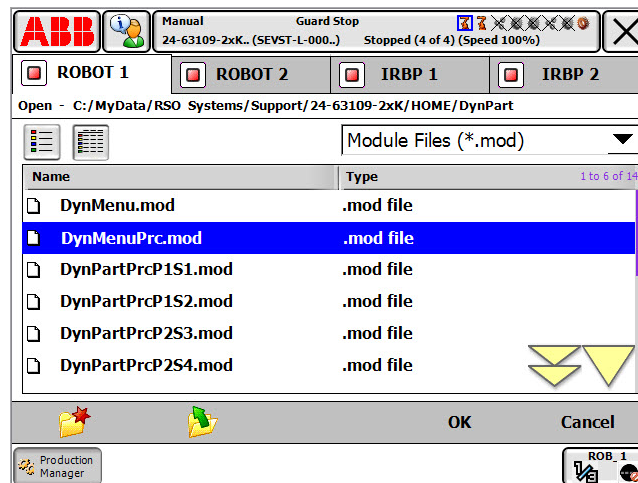 ABB
Manual Guard Stop
24-63109-2xK.. (SEVST-L-000..) Stopped (4 of 4) (Speed 100%)
ROBOT 1 ROBOT 2 IRBP 1 IRBP 2
Open - C:/MyData/RSO Systems/Support/24-63109-2xK/HOME/DynPart
Module Files (*.mod)
Name Type 1 to 6 of 14
DynMenu.mod .mod file
DynMenuPrc.mod .mod file
DynPartPrcP1S1.mod .mod file
DynPartPrcP1S2.mod .mod file
DynPartPrcP2S3.mod .mod file
DynPartPrcP2S4.mod .mod file
OK Cancel
Production
Manager
ROB_1
1/3